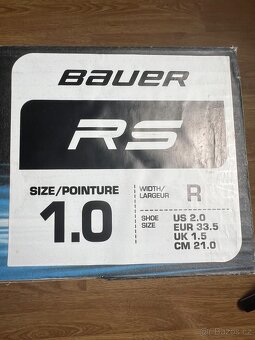 BAUER
RS
SIZE/POINTURE
1.0
WIDTH/
LARGEUR
R
SHOE
SIZE
US 2.0
EUR 33.5
UK 1.5
CM 21.0